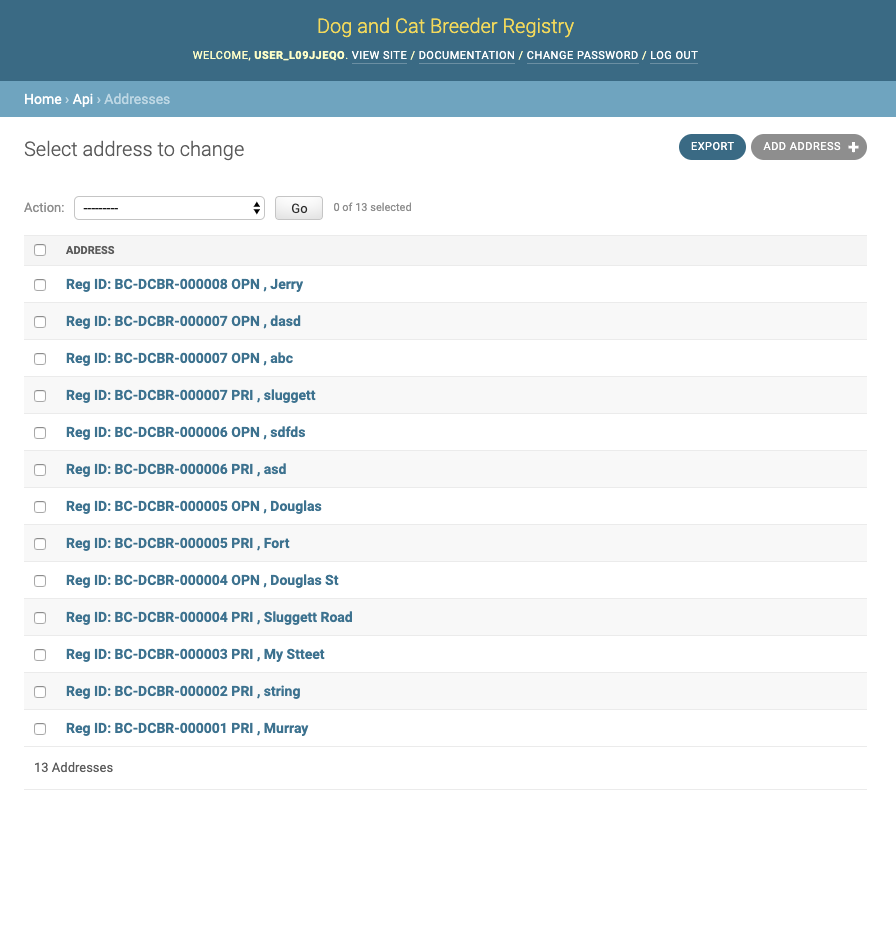 Dog and Cat Breeder Registry
WELCOME, USER_L09JJEQO. VIEW SITE / DOCUMENTATION / CHANGE PASSWORD / LOG OUT
Home › Api › Addresses
Select address to change
EXPORT
ADD ADDRESS +
Action: --------- Go 0 of 13 selected
ADDRESS
Reg ID: BC-DCBR-000008 OPN , Jerry
Reg ID: BC-DCBR-000007 OPN , dasd
Reg ID: BC-DCBR-000007 OPN , abc
Reg ID: BC-DCBR-000007 PRI , sluggett
Reg ID: BC-DCBR-000006 OPN , sdfds
Reg ID: BC-DCBR-000006 PRI , asd
Reg ID: BC-DCBR-000005 OPN , Douglas
Reg ID: BC-DCBR-000005 PRI , Fort
Reg ID: BC-DCBR-000004 OPN , Douglas St
Reg ID: BC-DCBR-000004 PRI , Sluggett Road
Reg ID: BC-DCBR-000003 PRI , My Stteet
Reg ID: BC-DCBR-000002 PRI , string
Reg ID: BC-DCBR-000001 PRI , Murray
13 Addresses